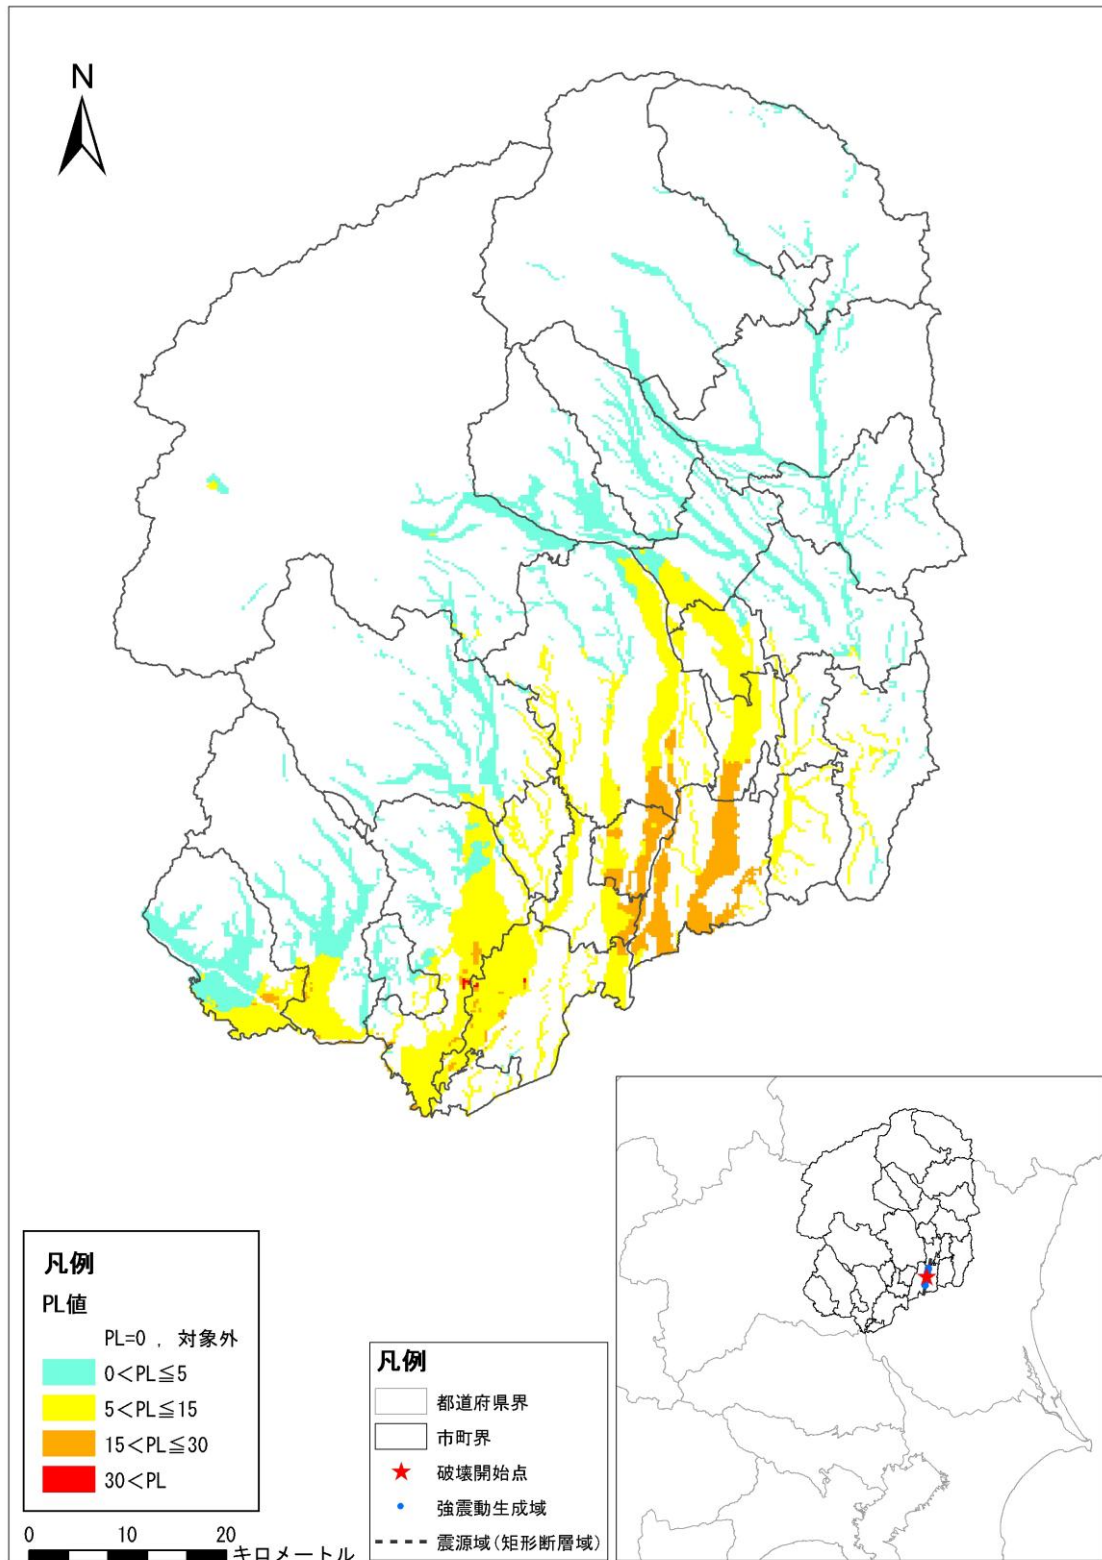 N
凡例
PL値
PL=0 , 対象外
0<PL≦5
5<PL≦15
15<PL≦30
30<PL
0 10 20
キロメートル
凡例
都道府県界
市町界
破壊開始点
強震動生成域
震源域(矩形断層域)